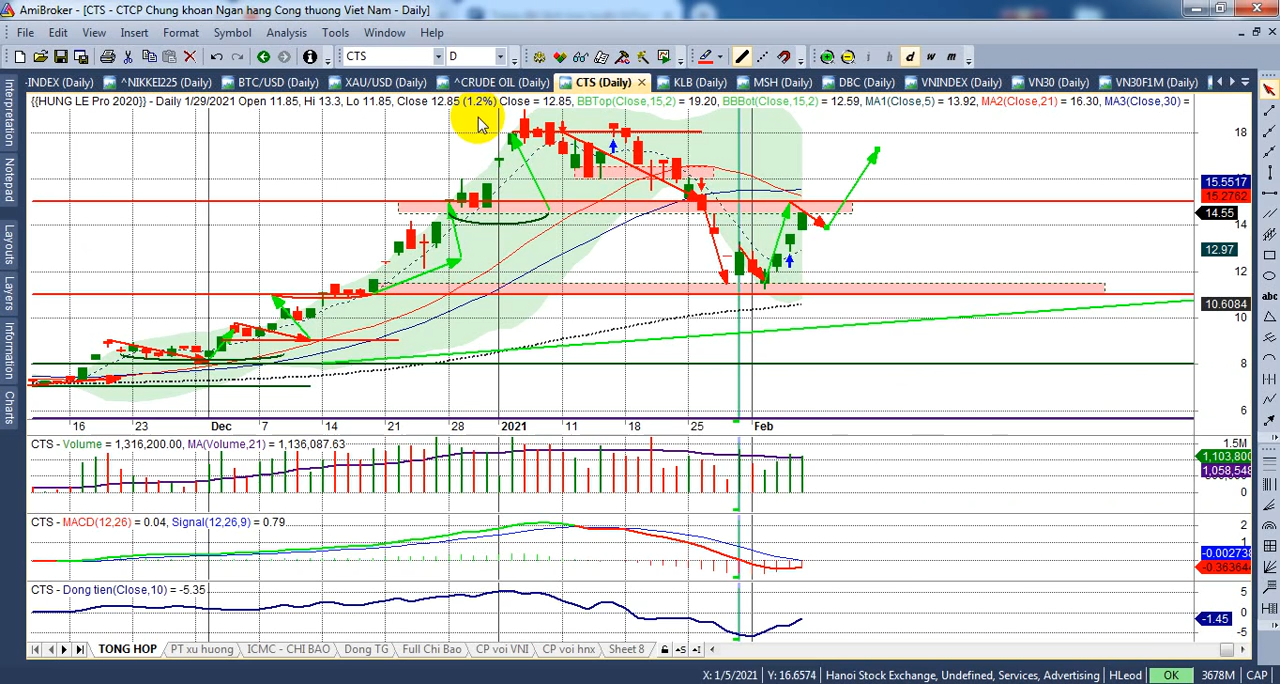 AmiBroker - [CTS - CTCP Chung khoan Ngan hang Cong thuong Viet Nam - Daily]
File Edit View Insert Format Symbol Analysis Tools Window Help
CTS D i h d w m
-INDEX (Daily) ^NIKKEI225 (Daily) BTC/USD (Daily) XAU/USD (Daily) ^CRUDE OIL (Daily) CTS (Daily) KLB (Daily) MSH (Daily) DBC (Daily) VNINDEX (Daily) VN30 (Daily) VN30F1M (Daily)
{{HUNG LE Pro 2020}} - Daily 1/29/2021 Open 11.85, Hi 13.3, Lo 11.85, Close 12.85 (1.2%) Close = 12.85, BBTop(Close,15,2) = 19.20, BBBot(Close,15,2) = 12.59, MA1(Close,5) = 13.92, MA2(Close,21) = 16.30, MA3(Close,30) =
Interpretation
Notepad
Layouts
Layers
Information
Charts
18
15.5517
15.2762
14.55
14
12.97
12
10.6084
10
8
6
abc
16 23 Dec 7 14 21 28 2021 11 18 25 Feb
CTS - Volume = 1,316,200.00, MA(Volume,21) = 1,136,087.63
1.5M
1,103,800
1,058,548
0
CTS - MACD(12,26) = 0.04, Signal(12,26,9) = 0.79
2
1
-0.002738
-0.363644
CTS - Dong tien(Close,10) = -5.35
5
0
-1.45
-5
TONG HOP PT xu huong ICMC - CHI BAO Dong TG Full Chi Bao CP voi VNI CP voi hnx Sheet 8
X: 1/5/2021 Y: 16.6574 Hanoi Stock Exchange, Undefined, Services, Advertising HLeod OK 3678M CAP